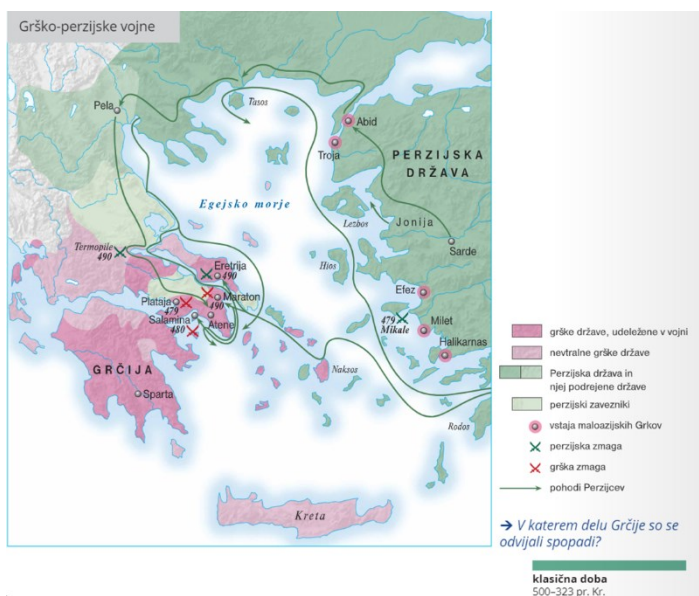 Grško-perzijske vojne
Pela
Tasos
Abid
Troja
PERZIJSKA
DRŽAVA
Egejsko morje
Lezbos
Jonija
Sarde
Termopile
490
Hios
Eretrija
490
Efez
Plataja
479
Maraton
490
Salamina
480
Atene
479
Mikale
Milet
Halikarnas
GRČIJA
Naksos
Sparta
Rodos
Kreta
grške države, udeležene v vojni
nevtralne grške države
Perzijska država in
njej podrejene države
perzijski zavezniki
vstaja maloazijskih Grkov
perzijska zmaga
grška zmaga
pohodi Perzijcev
→ V katerem delu Grčije so se
odvijali spopadi?
klasična doba
500–323 pr. Kr.